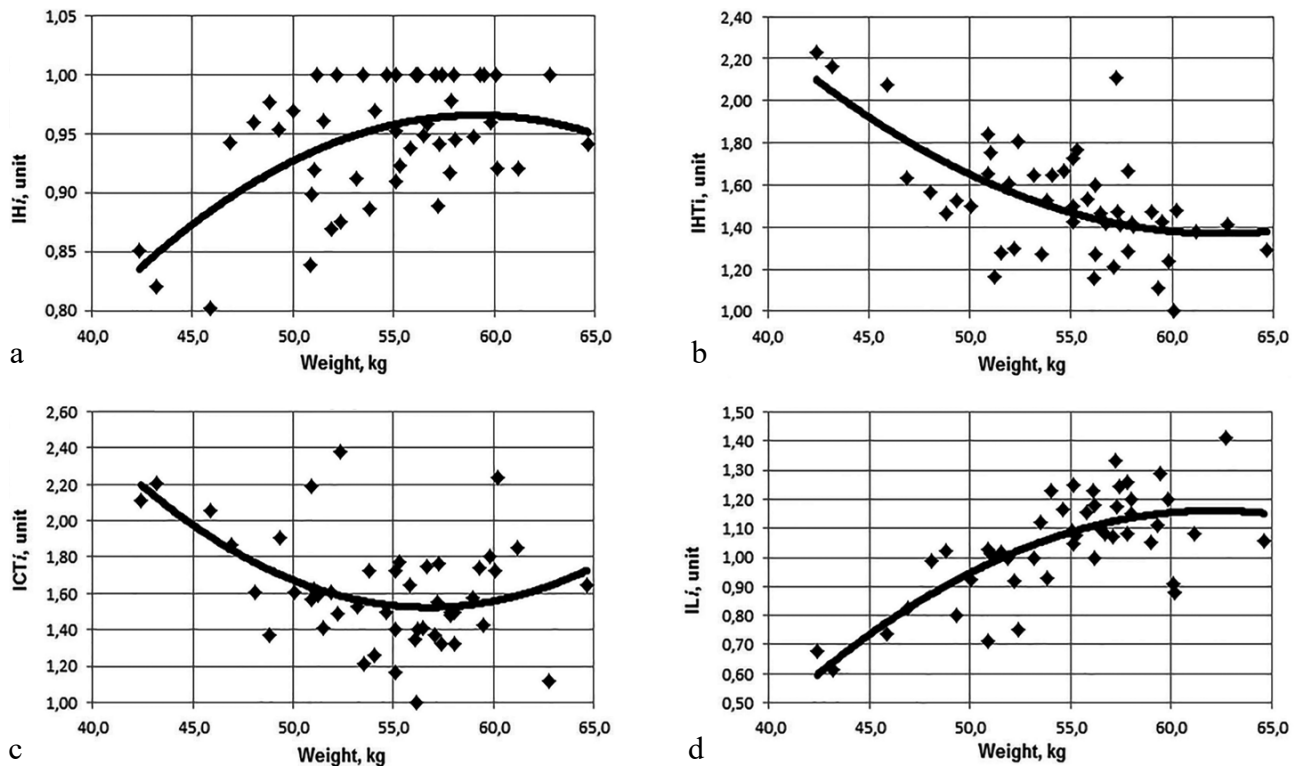 1,05
1,00
0,95
0,90
0,85
0,80
IHi, unit
40,0 45,0 50,0 55,0 60,0 65,0
Weight, kg
a
2,40
2,20
2,00
1,80
1,60
1,40
1,20
1,00
IHTi, unit
40,0 45,0 50,0 55,0 60,0 65,0
Weight, kg
b
2,60
2,40
2,20
2,00
1,80
1,60
1,40
1,20
1,00
ICTi, unit
40,0 45,0 50,0 55,0 60,0 65,0
Weight, kg
c
1,50
1,40
1,30
1,20
1,10
1,00
0,90
0,80
0,70
0,60
0,50
ILi, unit
40,0 45,0 50,0 55,0 60,0 65,0
Weight, kg
d